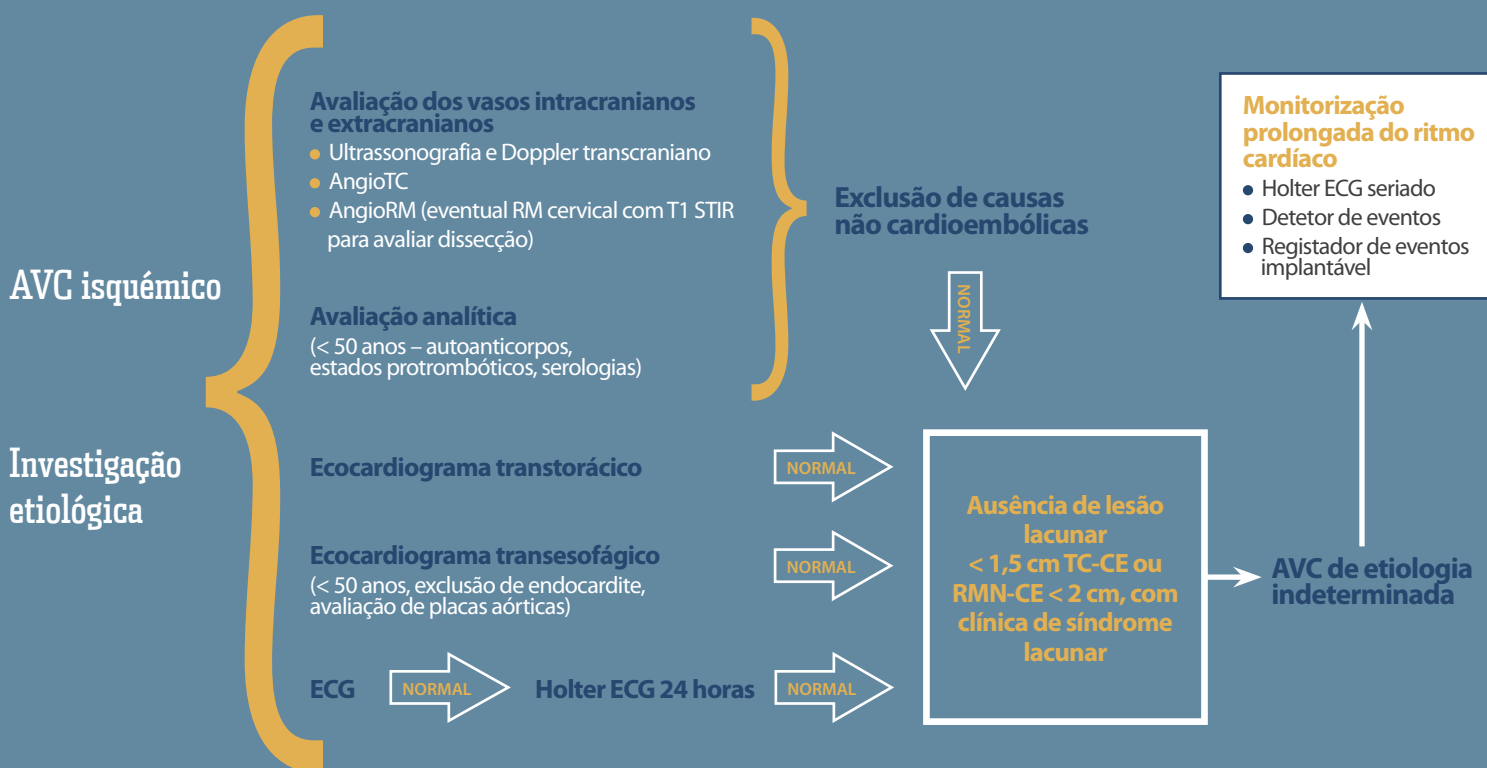 AVC isquémico
Investigação
etiológica
Avaliação dos vasos intracranianos
e extracranianos
• Ultrassonografia e Doppler transcraniano
• AngioTC
• AngioRM (eventual RM cervical com T1 STIR
para avaliar dissecção)
Avaliação analítica
(< 50 anos – autoanticorpos,
estados protrombóticos, serologias)
Exclusão de causas
não cardioembólicas
NORMAL
Ecocardiograma transtorácico
NORMAL
Ecocardiograma transesofágico
(< 50 anos, exclusão de endocardite,
avaliação de placas aórticas)
NORMAL
ECG
NORMAL
Holter ECG 24 horas
NORMAL
Ausência de lesão
lacunar
< 1,5 cm TC-CE ou
RMN-CE < 2 cm, com
clínica de síndrome
lacunar
AVC de etiologia
indeterminada
Monitorização
prolongada do ritmo
cardíaco
• Holter ECG seriado
• Detetor de eventos
• Registador de eventos
implantável